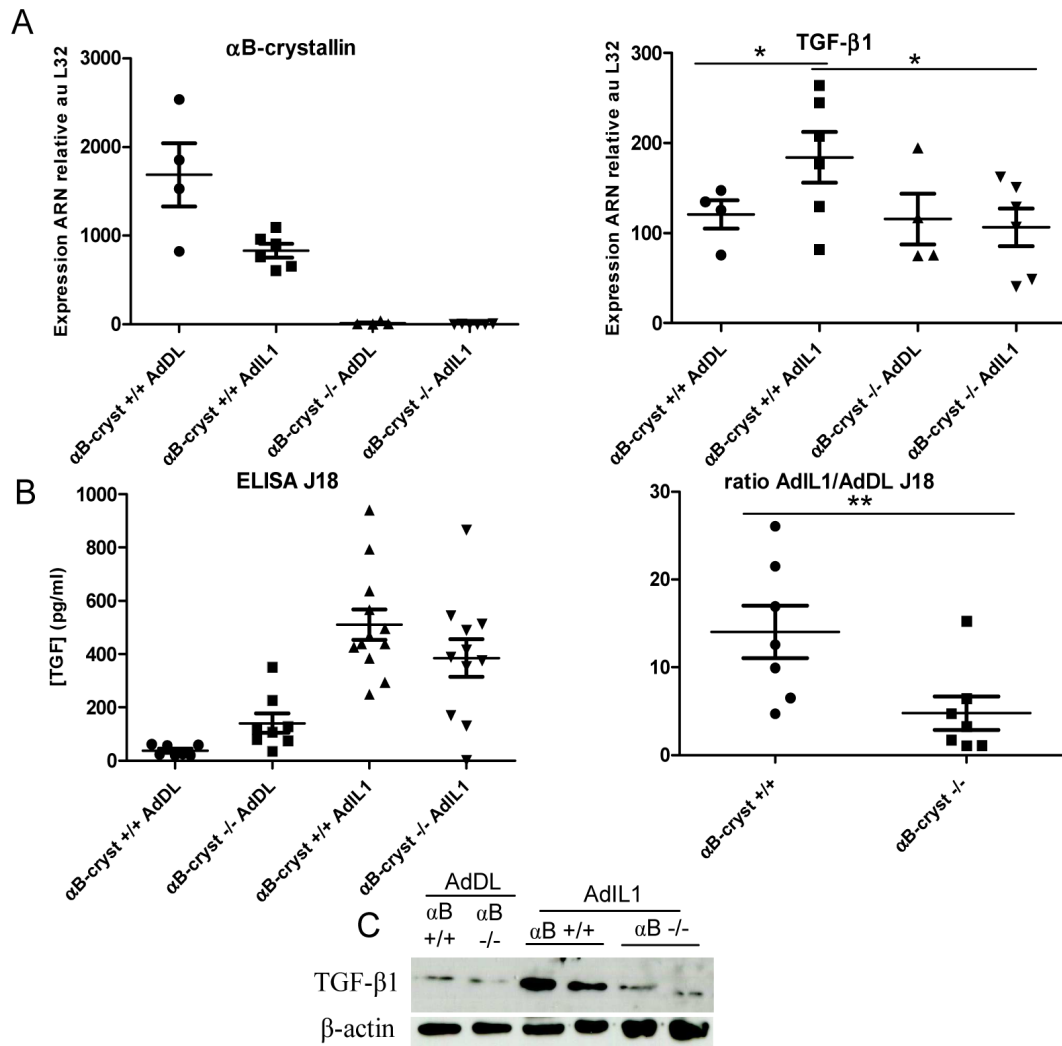 A
αB-crystallin
Expression ARN relative au L32
3000
2000
1000
0
αB-cryst +/+ AdDL
αB-cryst +/+ AdIL1
αB-cryst -/- AdDL
αB-cryst -/- AdIL1
TGF-β1
Expression ARN relative au L32
300
200
100
0
*
*
αB-cryst +/+ AdDL
αB-cryst +/+ AdIL1
αB-cryst -/- AdDL
αB-cryst -/- AdIL1
B
ELISA J18
[TGF] (pg/ml)
1000
800
600
400
200
0
αB-cryst +/+ AdDL
αB-cryst -/- AdDL
αB-cryst +/+ AdIL1
αB-cryst -/- AdIL1
ratio AdIL1/AdDL J18
**
30
20
10
0
αB-cryst +/+
αB-cryst -/-
C
AdDL
AdIL1
αB
+/+
αB
-/-
αB +/+
αB -/-
TGF-β1
β-actin